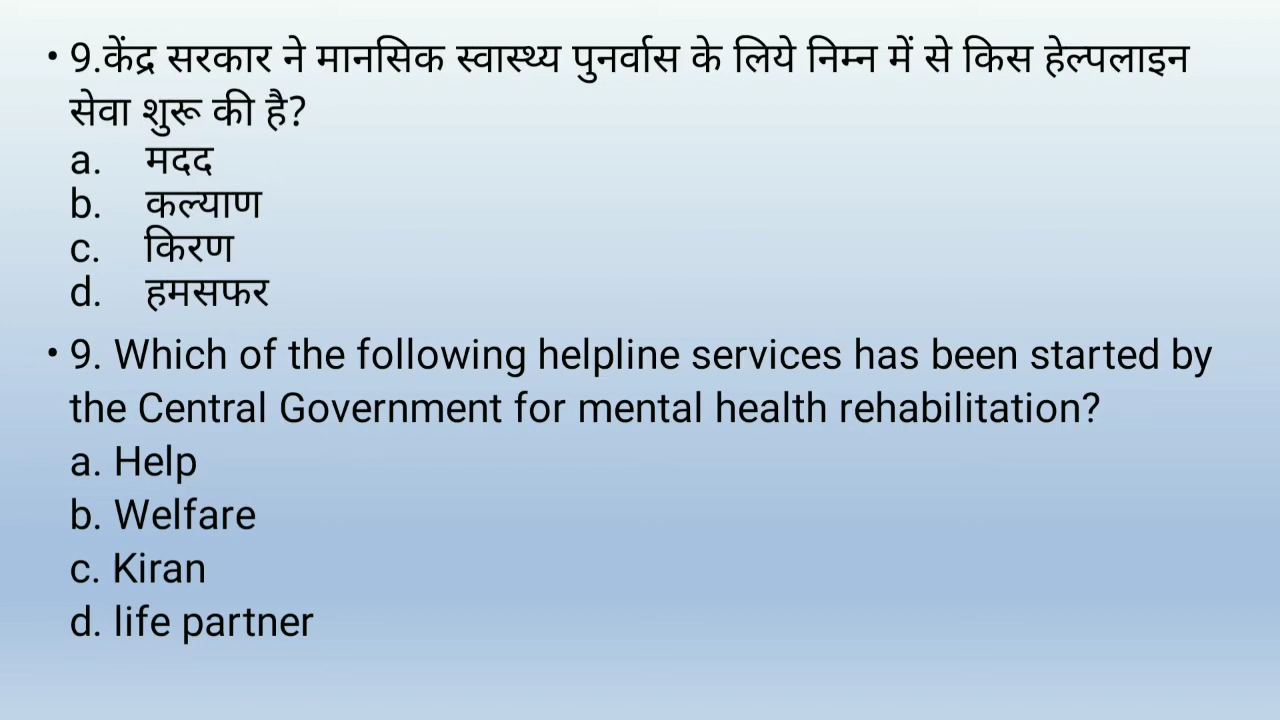 • 9.केंद्र सरकार ने मानसिक स्वास्थ्य पुनर्वास के लिये निम्न में से किस हेल्पलाइन
सेवा शुरू की है?
a. मदद
b. कल्याण
c. किरण
d. हमसफर
• 9. Which of the following helpline services has been started by
the Central Government for mental health rehabilitation?
a. Help
b. Welfare
c. Kiran
d. life partner